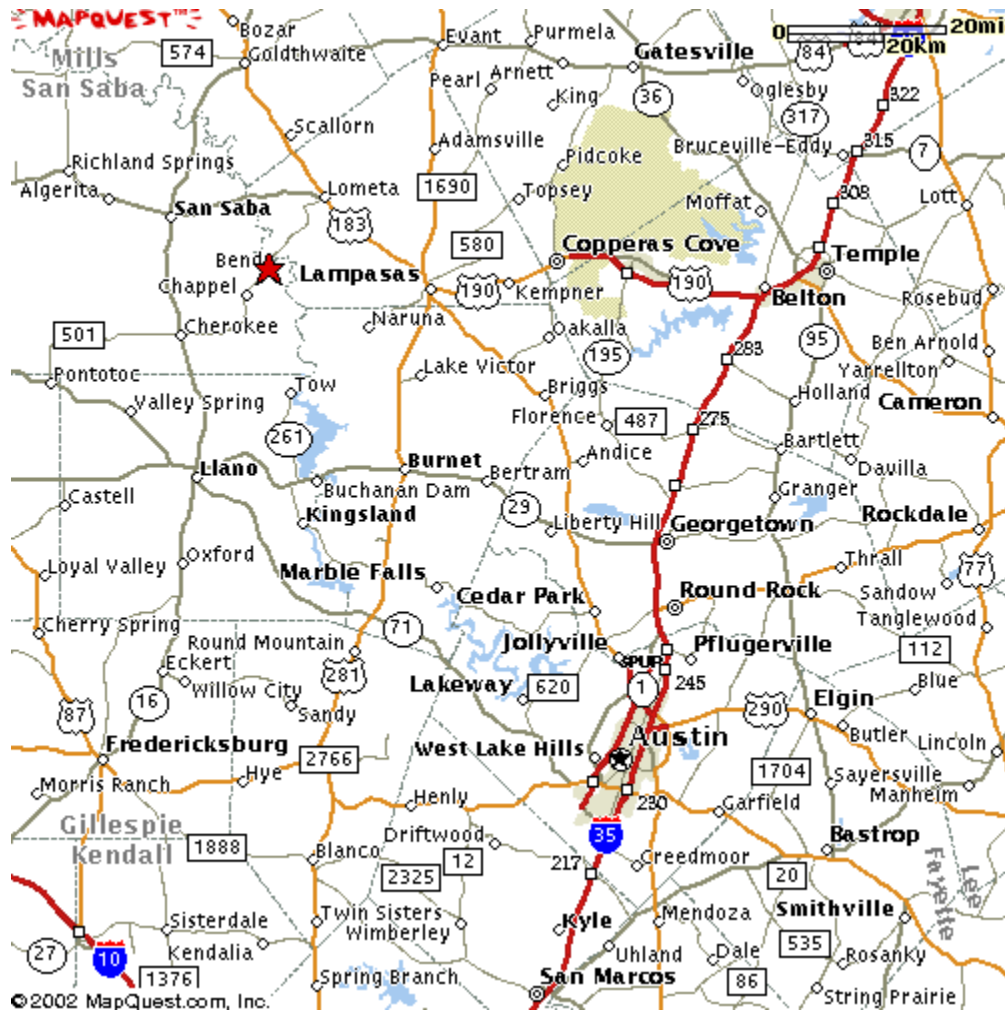 MAPQUEST™
0 20mi
20km
Bozar
574
Goldthwaite
Evant
Purmela
Gatesville
84
84
Mills
San Saba
Pearl
Arnett
King
36
Oglesby
317
322
315
Scallorn
Adamsville
Pidcoke
Bruceville-Eddy
7
Richland Springs
Algerita
Lometa
1690
Topsey
Moffat
308
Lott
San Saba
183
580
Copperas Cove
Temple
Bend
Lampasas
190
Kempner
190
Belton
Rosebud
Chappel
Cherokee
Naruna
Oakalla
195
95
Ben Arnold
501
283
Yarrellton
Pontotoc
Tow
Lake Victor
Briggs
Holland
Valley Spring
Florence
487
275
Cameron
261
Andice
Bartlett
Davilla
Llano
Burnet
Bertram
Castell
Buchanan Dam
29
Granger
Kingsland
Liberty Hill
Georgetown
Rockdale
Oxford
Thrall
77
Loyal Valley
Marble Falls
Cedar Park
Round Rock
Sandow
Cherry Spring
71
Tanglewood
Round Mountain
Jollyville
Pflugerville
112
Eckert
SPUR
Willow City
281
Lakeway
620
1
245
Blue
16
Sandy
290
Elgin
87
Butler
Fredericksburg
2766
West Lake Hills
Austin
Lincoln
Morris Ranch
Hye
1704
Sayersville
Manheim
Henly
230
Garfield
Gillespie
Kendall
1888
Driftwood
35
Bastrop
Blanco
12
217
Creedmoor
2325
20
Lee
Fayette
Sisterdale
Twin Sisters
Wimberley
Kyle
Mendoza
Smithville
27
Kendalia
Uhland
535
10
Dale
Rosanky
1376
Spring Branch
San Marcos
86
String Prairie
©2002 MapQuest.com, Inc.